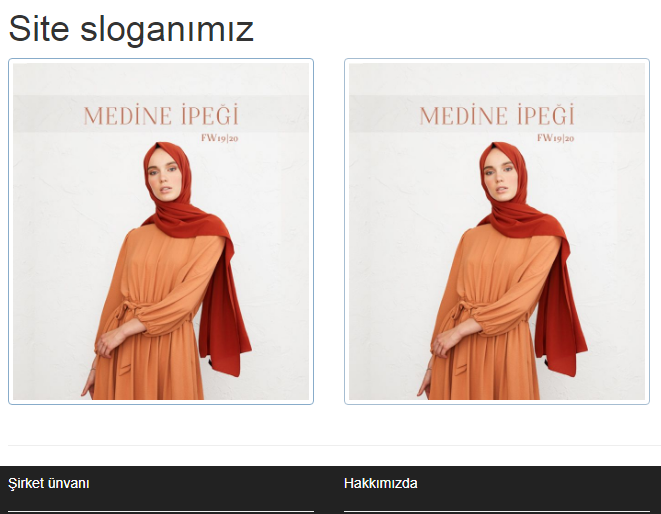 Site sloganımız
MEDİNE İPEĞİ
FW19|20
MEDİNE İPEĞİ
FW19|20
Şirket ünvanı
Hakkımızda